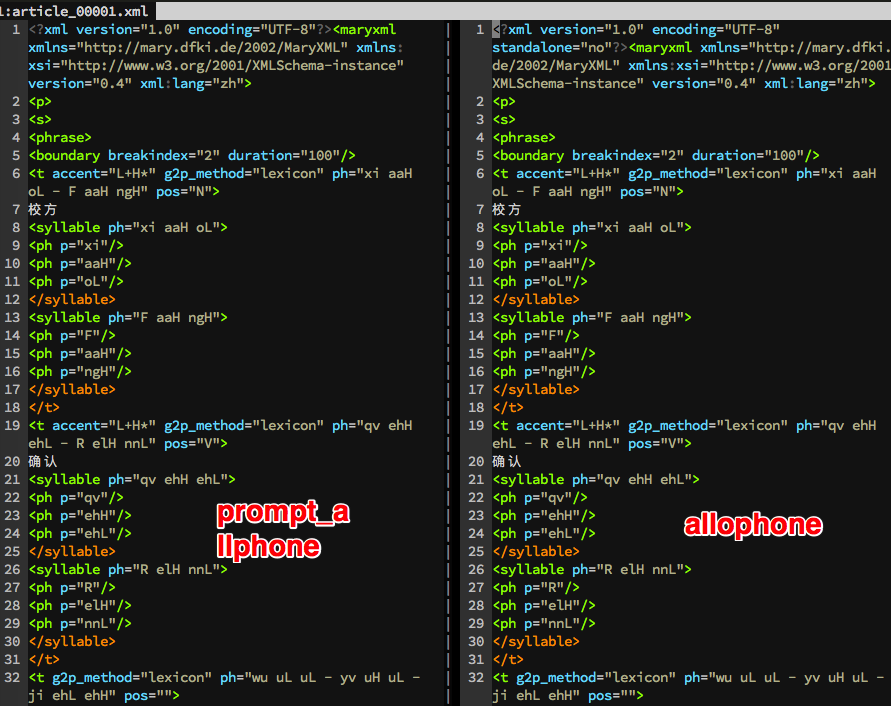 1:article_00001.xml
1 <?xml version="1.0" encoding="UTF-8"?><maryxml
xmlns="http://mary.dfki.de/2002/MaryXML" xmlns:
xsi="http://www.w3.org/2001/XMLSchema-instance"
version="0.4" xml:lang="zh">
2 <p>
3 <s>
4 <phrase>
5 <boundary breakindex="2" duration="100"/>
6 <t accent="L+H*" g2p_method="lexicon" ph="xi aaH
oL - F aaH ngH" pos="N">
7 校方
8 <syllable ph="xi aaH oL">
9 <ph p="xi"/>
10 <ph p="aaH"/>
11 <ph p="oL"/>
12 </syllable>
13 <syllable ph="F aaH ngH">
14 <ph p="F"/>
15 <ph p="aaH"/>
16 <ph p="ngH"/>
17 </syllable>
18 </t>
19 <t accent="L+H*" g2p_method="lexicon" ph="qv ehH
ehL - R elH nnL" pos="V">
20 确认
21 <syllable ph="qv ehH ehL">
22 <ph p="qv"/>
23 <ph p="ehH"/>
24 <ph p="ehL"/>
25 </syllable>
26 <syllable ph="R elH nnL">
27 <ph p="R"/>
28 <ph p="elH"/>
29 <ph p="nnL"/>
30 </syllable>
31 </t>
32 <t g2p_method="lexicon" ph="wu uL uL - yv uH uL -
ji ehL ehH" pos="">
prompt_a
llphone
1 <?xml version="1.0" encoding="UTF-8"
standalone="no"?><maryxml xmlns="http://mary.dfki.
de/2002/MaryXML" xmlns:xsi="http://www.w3.org/2001
XMLSchema-instance" version="0.4" xml:lang="zh">
2 <p>
3 <s>
4 <phrase>
5 <boundary breakindex="2" duration="100"/>
6 <t accent="L+H*" g2p_method="lexicon" ph="xi aaH
oL - F aaH ngH" pos="N">
7 校方
8 <syllable ph="xi aaH oL">
9 <ph p="xi"/>
10 <ph p="aaH"/>
11 <ph p="oL"/>
12 </syllable>
13 <syllable ph="F aaH ngH">
14 <ph p="F"/>
15 <ph p="aaH"/>
16 <ph p="ngH"/>
17 </syllable>
18 </t>
19 <t accent="L+H*" g2p_method="lexicon" ph="qv ehH
ehL - R elH nnL" pos="V">
20 确认
21 <syllable ph="qv ehH ehL">
22 <ph p="qv"/>
23 <ph p="ehH"/>
24 <ph p="ehL"/>
25 </syllable>
26 <syllable ph="R elH nnL">
27 <ph p="R"/>
28 <ph p="elH"/>
29 <ph p="nnL"/>
30 </syllable>
31 </t>
32 <t g2p_method="lexicon" ph="wu uL uL - yv uH uL -
ji ehL ehH" pos="">
allophone